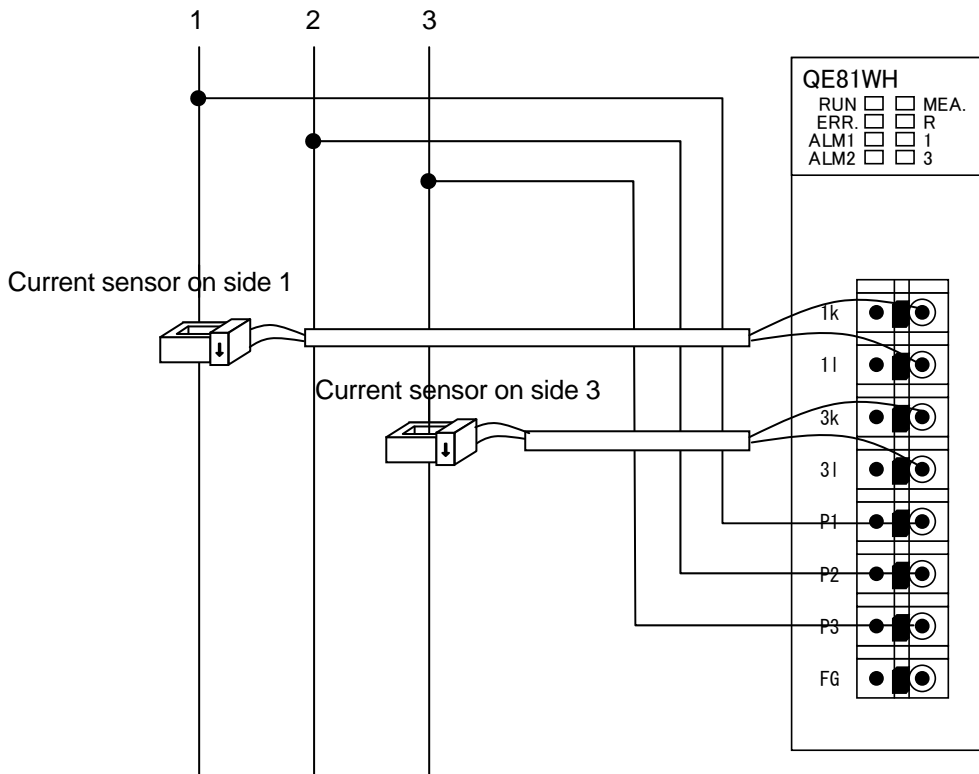 1 2 3
QE81WH
RUN MEA.
ERR. R
ALM1 1
ALM2 3
Current sensor on side 1
1k
1l
Current sensor on side 3
3k
3l
P1
P2
P3
FG